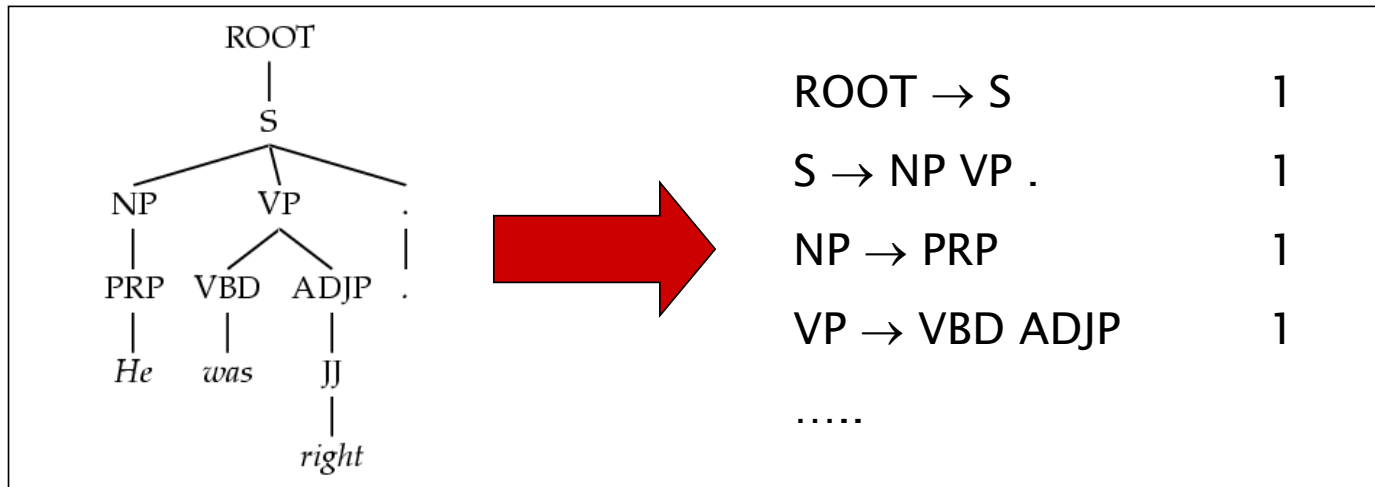 ROOT
S
NP VP .
PRP VBD ADJP .
He was JJ
right
ROOT → S 1
S → NP VP . 1
NP → PRP 1
VP → VBD ADJP 1
.....